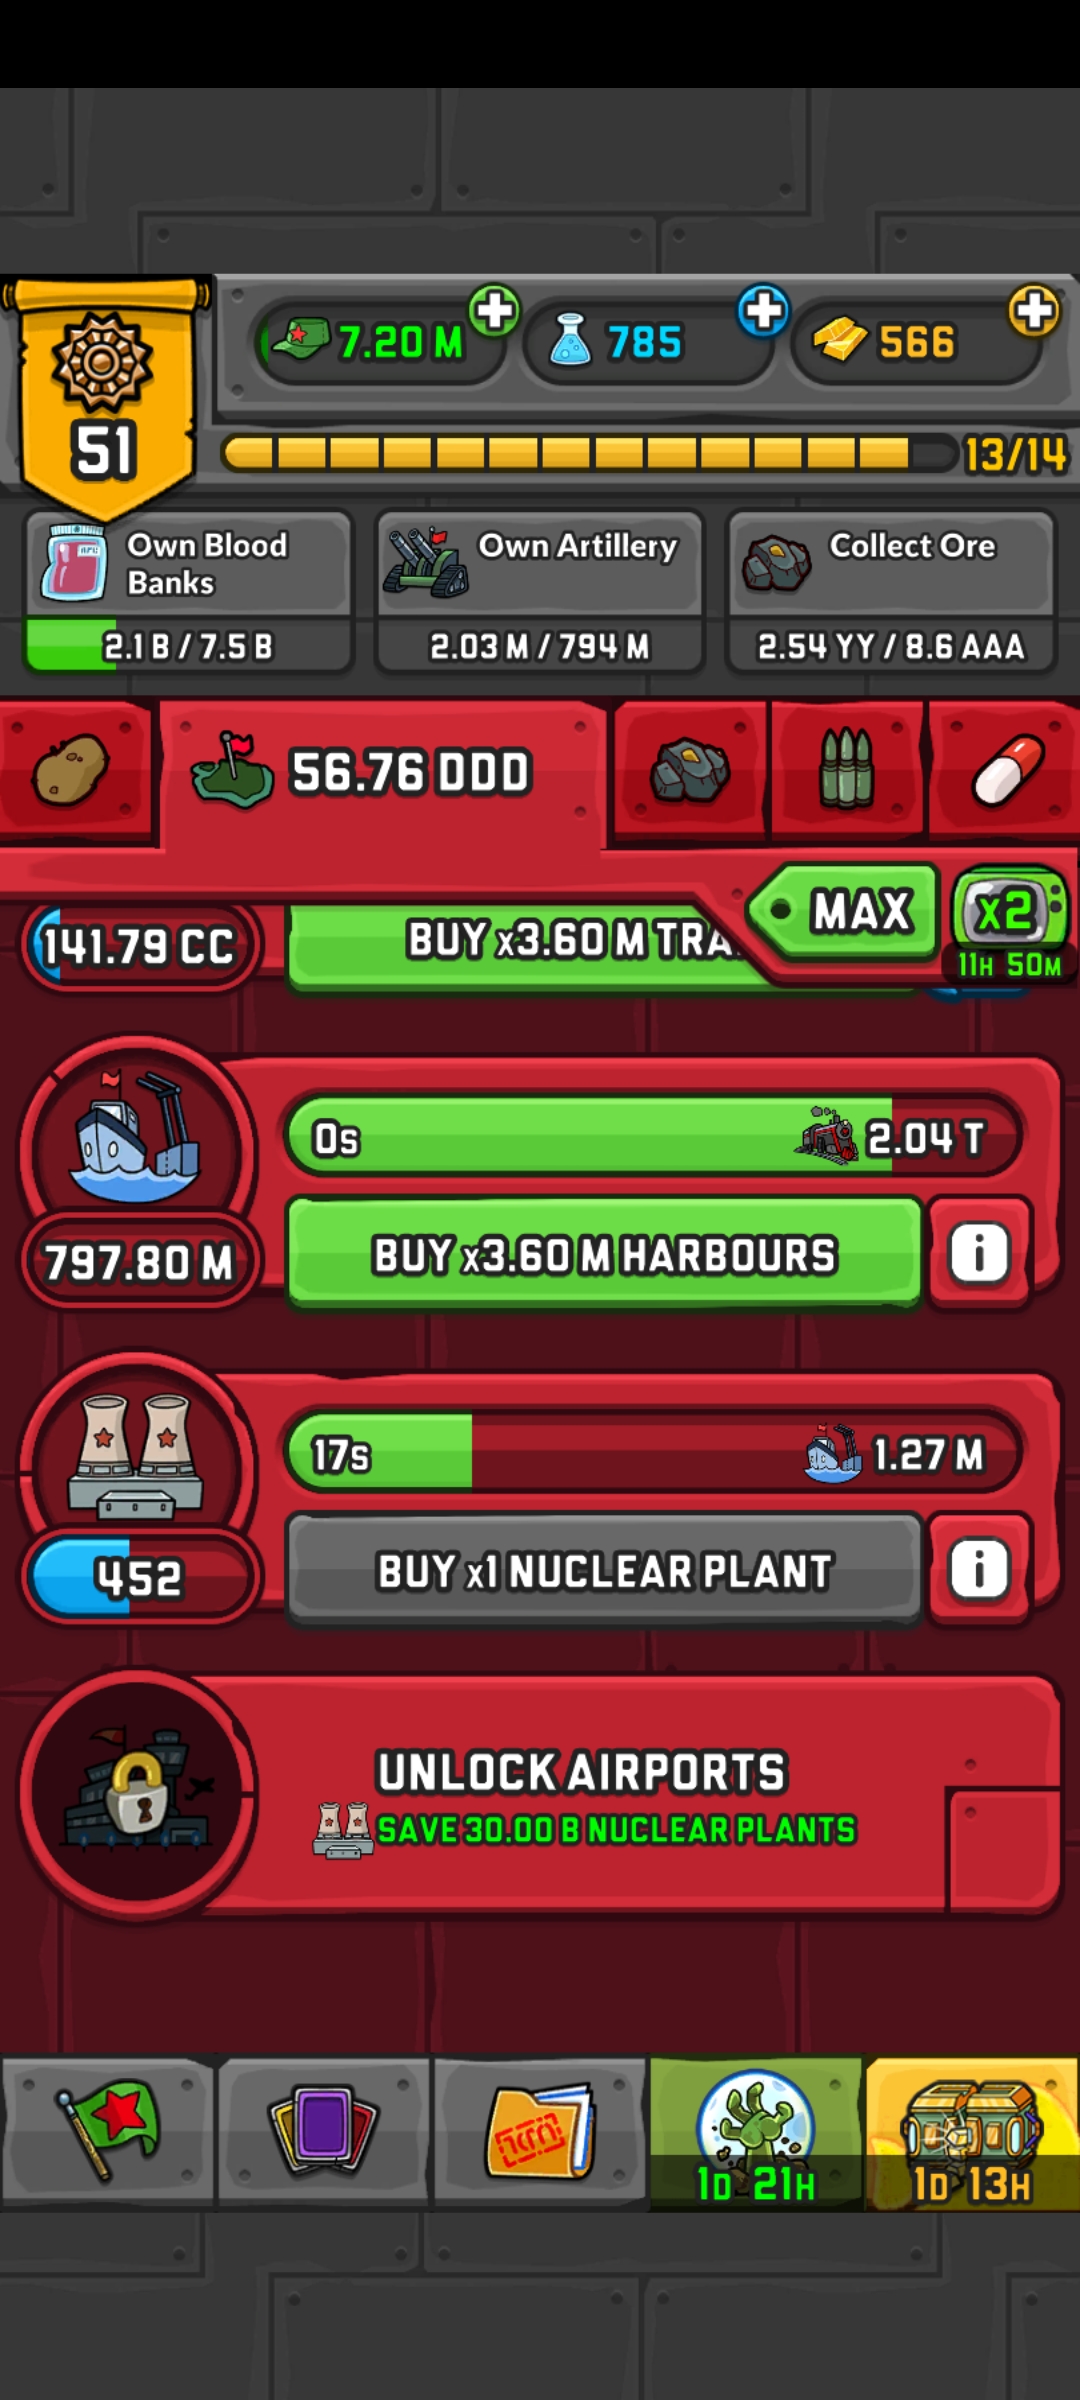 7.20 M
785
566
51
13/14
Own Blood
Banks
Own Artillery
Collect Ore
2.1 B / 7.5 B
2.03 M / 794 M
2.54 YY / 8.6 AAA
56.76 DDD
MAX
x2
11H 50M
141.79 CC
BUY x3.60 M TRA
0s
2.04 T
797.80 M
BUY x3.60 M HARBOURS
i
17s
1.27 M
452
BUY x1 NUCLEAR PLANT
i
UNLOCK AIRPORTS
SAVE 30.00 B NUCLEAR PLANTS
1D 21H
1D 13H